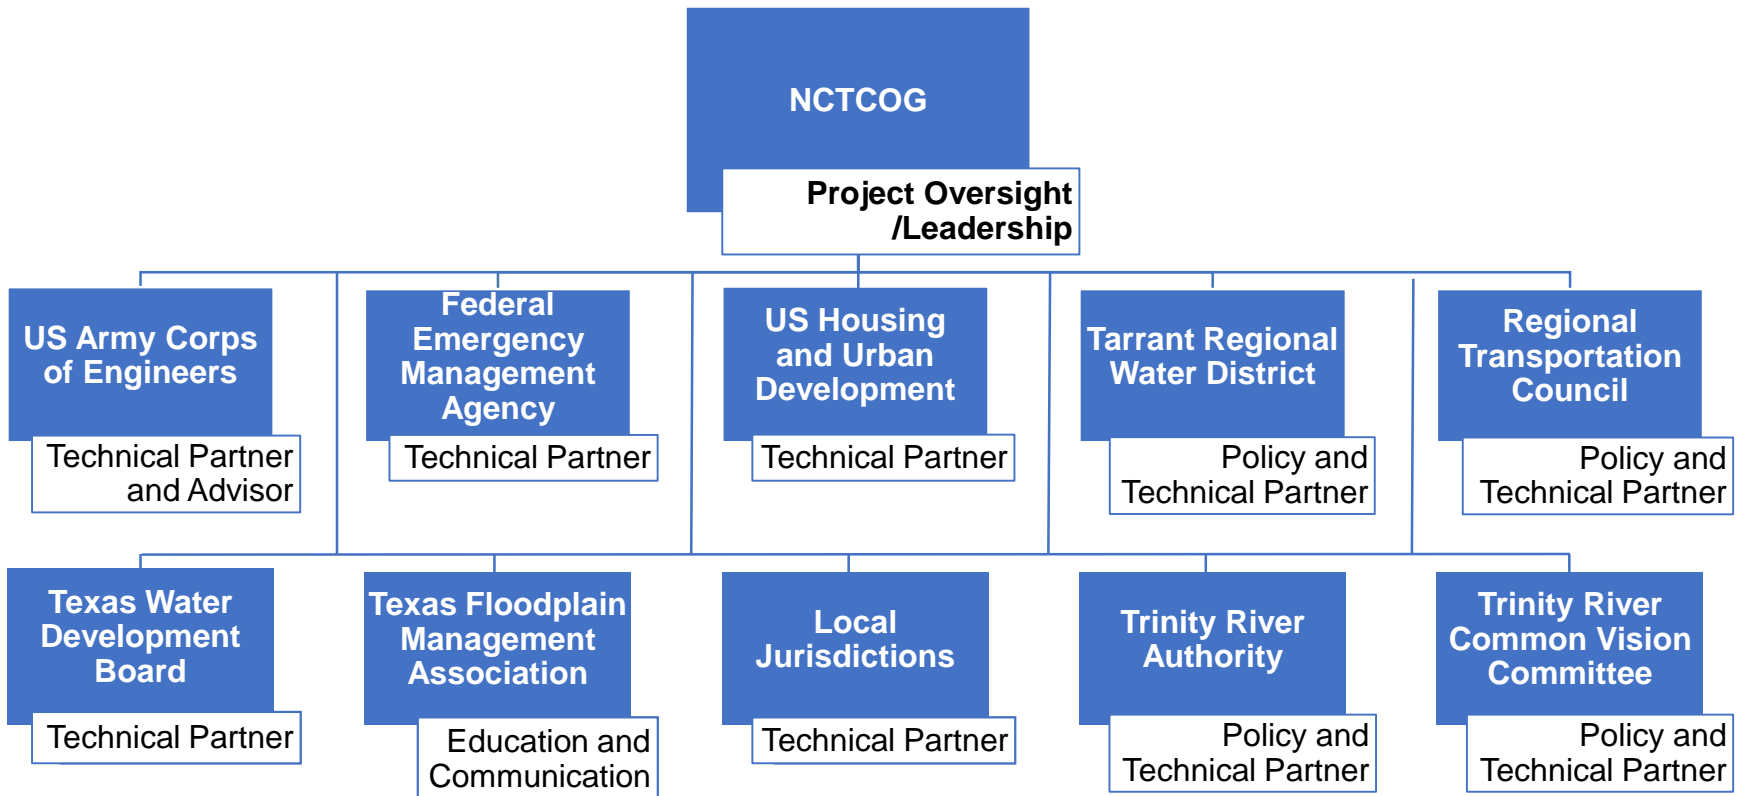 NCTCOG
Project Oversight
/Leadership
US Army Corps
of Engineers
Technical Partner
and Advisor
Federal
Emergency
Management
Agency
Technical Partner
US Housing
and Urban
Development
Technical Partner
Tarrant Regional
Water District
Policy and
Technical Partner
Regional
Transportation
Council
Policy and
Technical Partner
Texas Water
Development
Board
Technical Partner
Texas Floodplain
Management
Association
Education and
Communication
Local
Jurisdictions
Technical Partner
Trinity River
Authority
Policy and
Technical Partner
Trinity River
Common Vision
Committee
Policy and
Technical Partner